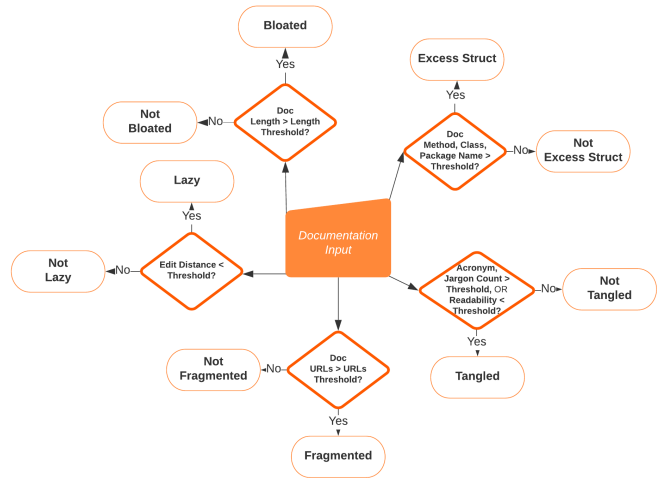 Bloated
Yes
Doc
Length > Length
Threshold?
No
Not
Bloated
Excess Struct
Yes
Doc
Method, Class,
Package Name >
Threshold?
No
Not
Excess Struct
Lazy
Yes
Edit Distance <
Threshold?
No
Not
Lazy
Documentation
Input
Acronym,
Jargon Count >
Threshold, OR
Readability <
Threshold?
No
Not
Tangled
Yes
Tangled
Doc
URLs > URLs
Threshold?
No
Not
Fragmented
Yes
Fragmented